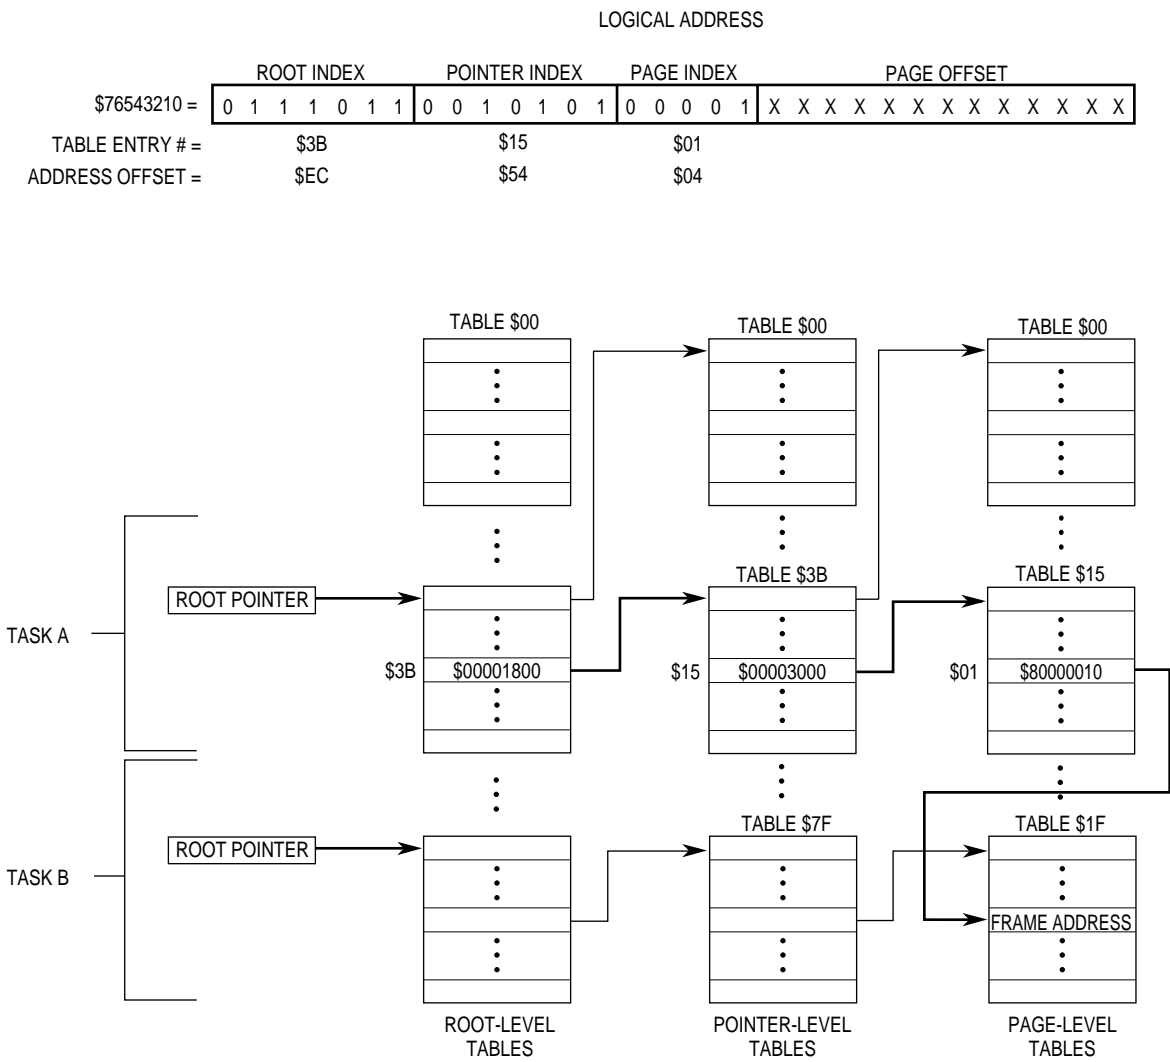 LOGICAL ADDRESS
ROOT INDEX POINTER INDEX PAGE INDEX PAGE OFFSET
$76543210 = 0 1 1 1 0 1 1 0 0 1 0 1 0 1 0 0 0 0 1 X X X X X X X X X X X X X
TABLE ENTRY # = $3B $15 $01
ADDRESS OFFSET = $EC $54 $04
TABLE $00 TABLE $00 TABLE $00
TABLE $3B TABLE $15
ROOT POINTER
TASK A
$3B $00001800 $15 $00003000 $01 $80000010
TABLE $7F TABLE $1F
ROOT POINTER
TASK B
FRAME ADDRESS
ROOT-LEVEL POINTER-LEVEL PAGE-LEVEL
TABLES TABLES TABLES